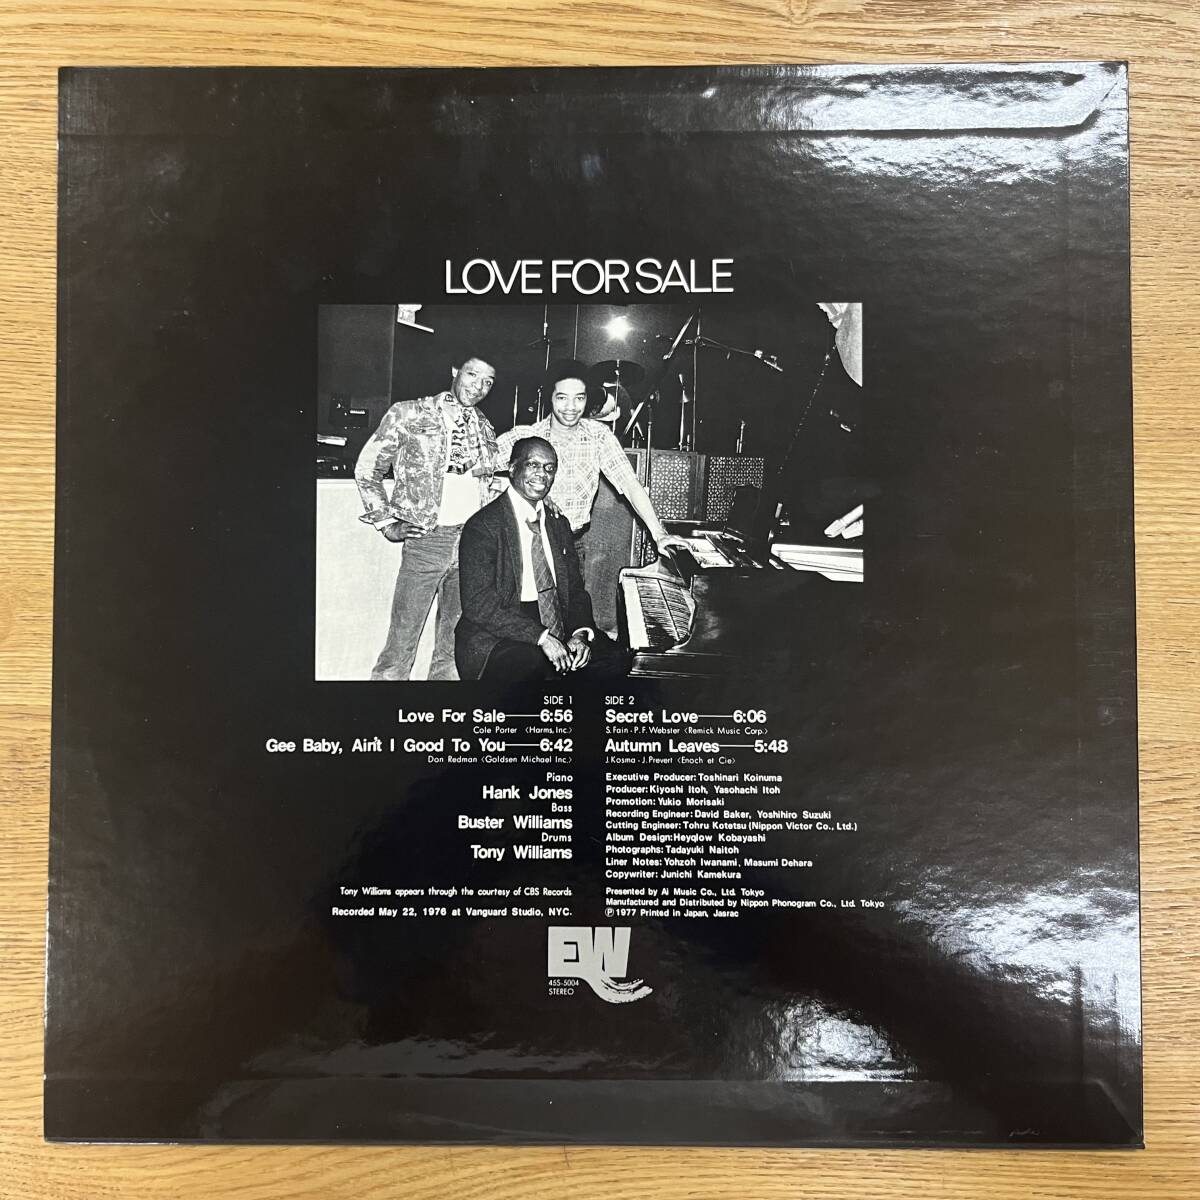 LOVE FOR SALE
SIDE 1
Love For Sale——6:56
Cole Porter <Harms, Inc.>
Gee Baby, Ain't I Good To You——6:42
Don Redman <Goldsen Michael Inc.>
Piano
Hank Jones
Bass
Buster Williams
Drums
Tony Williams
Tony Williams appears through the courtesy of CBS Records
Recorded May 22, 1976 at Vanguard Studio, NYC.
SIDE 2
Secret Love——6:06
S. Fain · P. F. Webster <Remick Music Corp.>
Autumn Leaves——5:48
J. Kosma · J. Prevert <Enoch et Cie>
Executive Producer: Toshinari Koinuma
Producer: Kiyoshi Itoh, Yasohachi Itoh
Promotion: Yukio Morisaki
Recording Engineer: David Baker, Yoshihiro Suzuki
Cutting Engineer: Tohru Kotetsu (Nippon Victor Co., Ltd.)
Album Design: Heyqlow Kobayashi
Photographs: Tadayuki Naitoh
Liner Notes: Yohzoh Iwanami, Masumi Dehara
Copywriter: Junichi Kamekura
Presented by Ai Music Co., Ltd. Tokyo
Manufactured and Distributed by Nippon Phonogram Co., Ltd. Tokyo
Ⓟ 1977 Printed in Japan, Jasrac
EW
45S-5004
STEREO